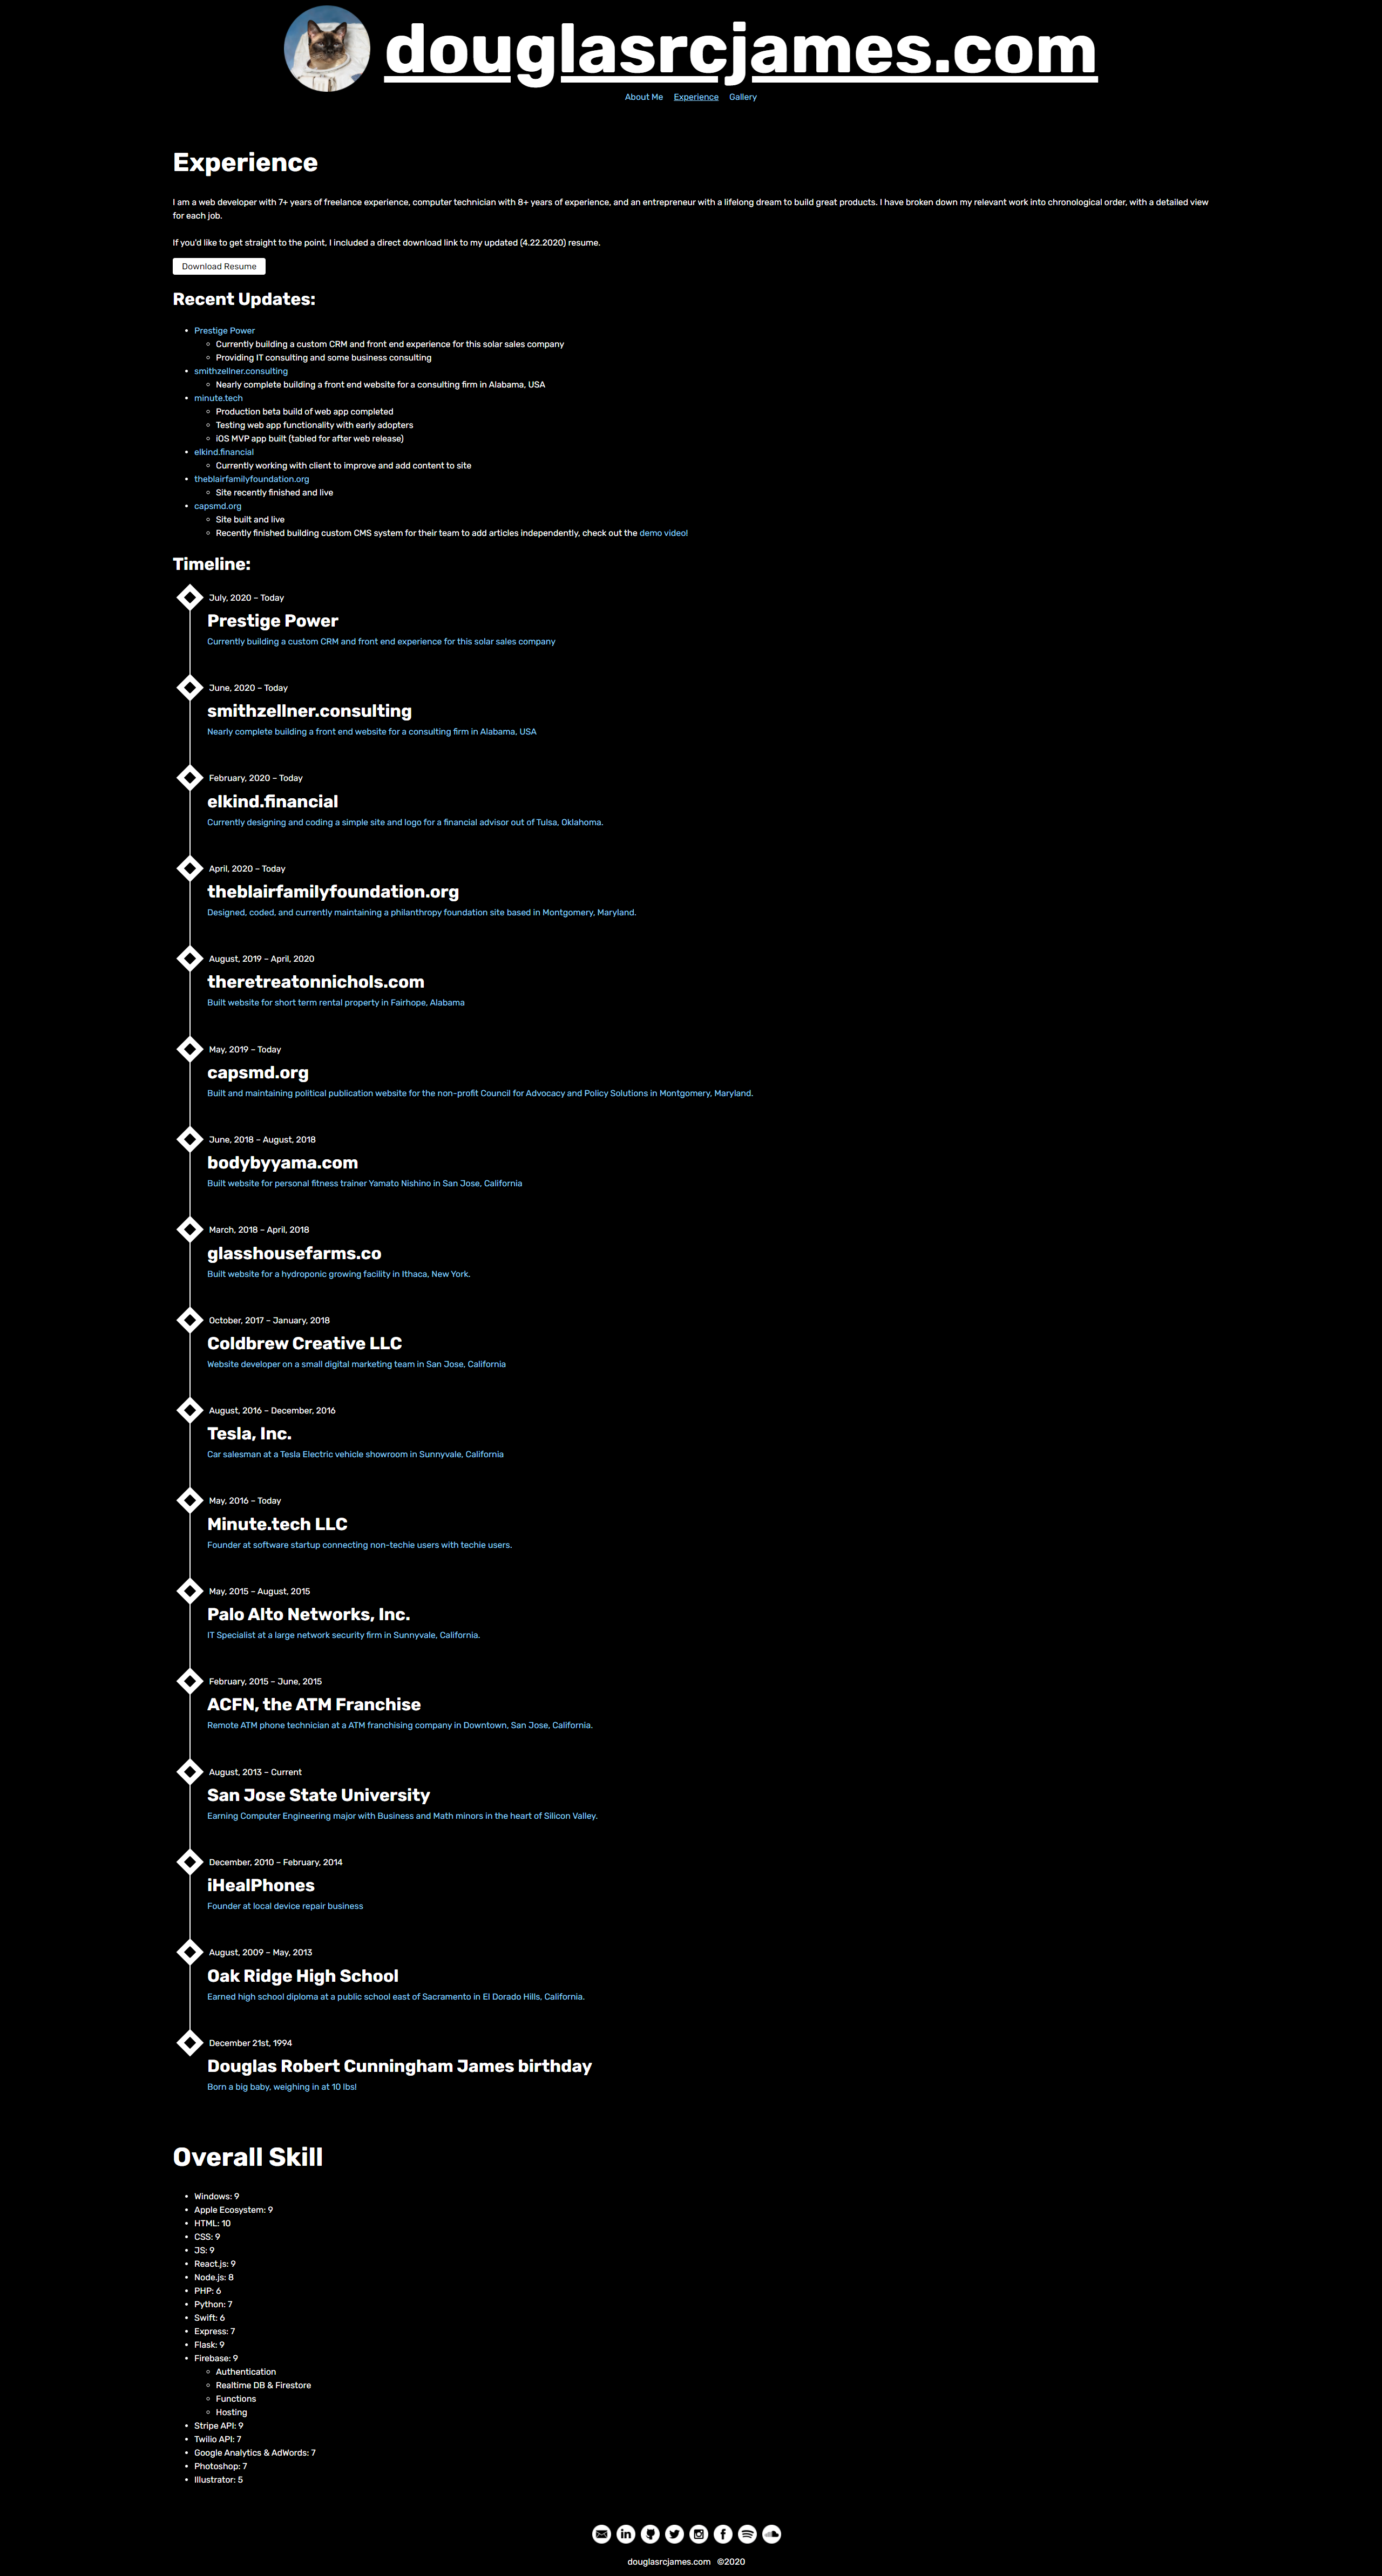 douglasrcjames.com
About Me Experience Gallery
Experience
I am a web developer with 7+ years of freelance experience, computer technician with 8+ years of experience, and an entrepreneur with a lifelong dream to build great products. I have broken down my relevant work into chronological order, with a detailed view
for each job.
If you'd like to get straight to the point, I included a direct download link to my updated (4.22.2020) resume.
Download Resume
Recent Updates:
Prestige Power
Currently building a custom CRM and front end experience for this solar sales company
Providing IT consulting and some business consulting
smithzellner.consulting
Nearly complete building a front end website for a consulting firm in Alabama, USA
minute.tech
Production beta build of web app completed
Testing web app functionality with early adopters
iOS MVP app built (tabled for after web release)
elkind.financial
Currently working with client to improve and add content to site
theblairfamilyfoundation.org
Site recently finished and live
capsmd.org
Site built and live
Recently finished building custom CMS system for their team to add articles independently, check out the demo video!
Timeline:
July, 2020 – Today
Prestige Power
Currently building a custom CRM and front end experience for this solar sales company
June, 2020 – Today
smithzellner.consulting
Nearly complete building a front end website for a consulting firm in Alabama, USA
February, 2020 – Today
elkind.financial
Currently designing and coding a simple site and logo for a financial advisor out of Tulsa, Oklahoma.
April, 2020 – Today
theblairfamilyfoundation.org
Designed, coded, and currently maintaining a philanthropy foundation site based in Montgomery, Maryland.
August, 2019 – April, 2020
theretreatonnichols.com
Built website for short term rental property in Fairhope, Alabama
May, 2019 – Today
capsmd.org
Built and maintaining political publication website for the non-profit Council for Advocacy and Policy Solutions in Montgomery, Maryland.
June, 2018 – August, 2018
bodybyyama.com
Built website for personal fitness trainer Yamato Nishino in San Jose, California
March, 2018 – April, 2018
glasshousefarms.co
Built website for a hydroponic growing facility in Ithaca, New York.
October, 2017 – January, 2018
Coldbrew Creative LLC
Website developer on a small digital marketing team in San Jose, California
August, 2016 – December, 2016
Tesla, Inc.
Car salesman at a Tesla Electric vehicle showroom in Sunnyvale, California
May, 2016 – Today
Minute.tech LLC
Founder at software startup connecting non-techie users with techie users.
May, 2015 – August, 2015
Palo Alto Networks, Inc.
IT Specialist at a large network security firm in Sunnyvale, California.
February, 2015 – June, 2015
ACFN, the ATM Franchise
Remote ATM phone technician at a ATM franchising company in Downtown, San Jose, California.
August, 2013 – Current
San Jose State University
Earning Computer Engineering major with Business and Math minors in the heart of Silicon Valley.
December, 2010 – February, 2014
iHealPhones
Founder at local device repair business
August, 2009 – May, 2013
Oak Ridge High School
Earned high school diploma at a public school east of Sacramento in El Dorado Hills, California.
December 21st, 1994
Douglas Robert Cunningham James birthday
Born a big baby, weighing in at 10 lbs!
Overall Skill
Windows: 9
Apple Ecosystem: 9
HTML: 10
CSS: 9
JS: 9
React.js: 9
Node.js: 8
PHP: 6
Python: 7
Swift: 6
Express: 7
Flask: 9
Firebase: 9
Authentication
Realtime DB & Firestore
Functions
Hosting
Stripe API: 9
Twilio API: 7
Google Analytics & AdWords: 7
Photoshop: 7
Illustrator: 5
douglasrcjames.com ©2020